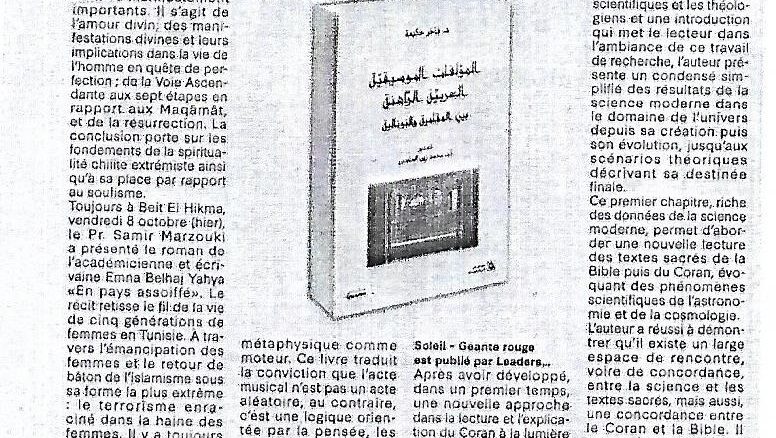 importants. Il s'agit de
l'amour divin; des mani-
festations divines et leurs
implications dans la vie de
l'homme en quête de per-
fection ; de la Voie Ascen-
dante aux sept étapes en
rapport aux Maqâmât,
et de la résurrection. La
conclusion porte sur les
fondements de la spiritua-
lité chiite extrémiste ainsi
qu'à sa place par rapport
au soufisme.
Toujours à Beit El Hikma,
vendredi 8 octobre (hier),
le Pr. Samir Marzouki
a présenté le roman de
l'académicienne et écri-
vaine Emna Belhaj Yahya
«En pays assoiffé». Le
récit retisse le fil de la vie
de cinq générations de
femmes en Tunisie. A tra-
vers l'émancipation des
femmes et le retour de
bâton de l'islamisme sous
sa forme la plus extrême
: le terrorisme enra-
ciné dans la haine des
femmes. Il y a toujours
د. فاخر حكيمة
المؤلفات الموسيقية
العربية الراهنة
بين المقامية والنوتالية
métaphysique comme
moteur. Ce livre traduit
la conviction que l'acte
musical n'est pas un acte
aléatoire, au contraire,
c'est une logique orien-
tée par la pensée, les
Soleil - Géante rouge
est publié par Leaders...
Après avoir développé,
dans un premier temps,
une nouvelle approche
dans la lecture et l'explica-
tion du Coran à la lumière
scientifiques et les théolo-
giens et une introduction
qui met le lecteur dans
l'ambiance de ce travail
de recherche, l'auteur pré-
sente un condensé sim-
plifié des résultats de la
science moderne dans
le domaine de l'univers
depuis sa création puis
son évolution, jusqu'aux
scénarios théoriques
décrivant sa destinée
finale.
Ce premier chapitre, riche
des données de la science
moderne, permet d'abor-
der une nouvelle lecture
des textes sacrés de la
Bible puis du Coran, évo-
quant des phénomènes
scientifiques de l'astrono-
mie et de la cosmologie.
L'auteur a réussi à démon-
trer qu'il existe un large
espace de rencontre,
voire de concordance,
entre la science et les
textes sacrés, mais aussi,
une concordance entre
le Coran et la Bible. Il